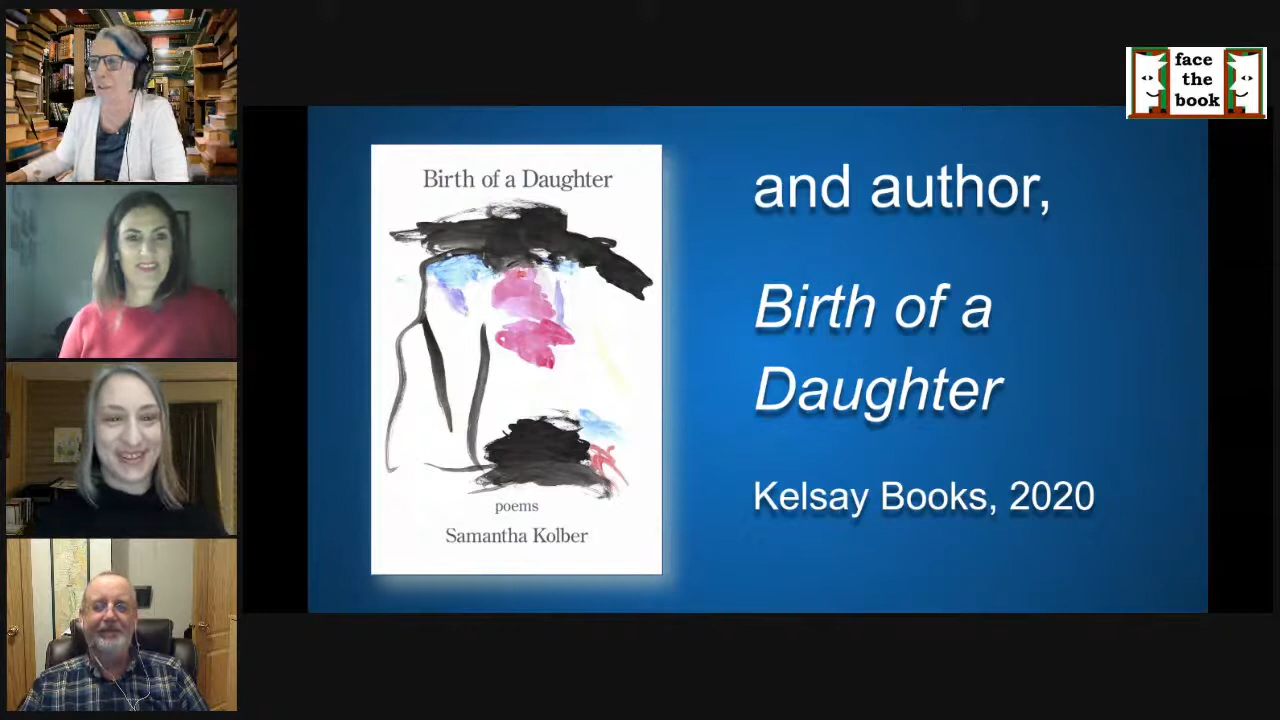 face
the
book
Birth of a Daughter
poems
Samantha Kolber
and author,
Birth of a
Daughter
Kelsay Books, 2020